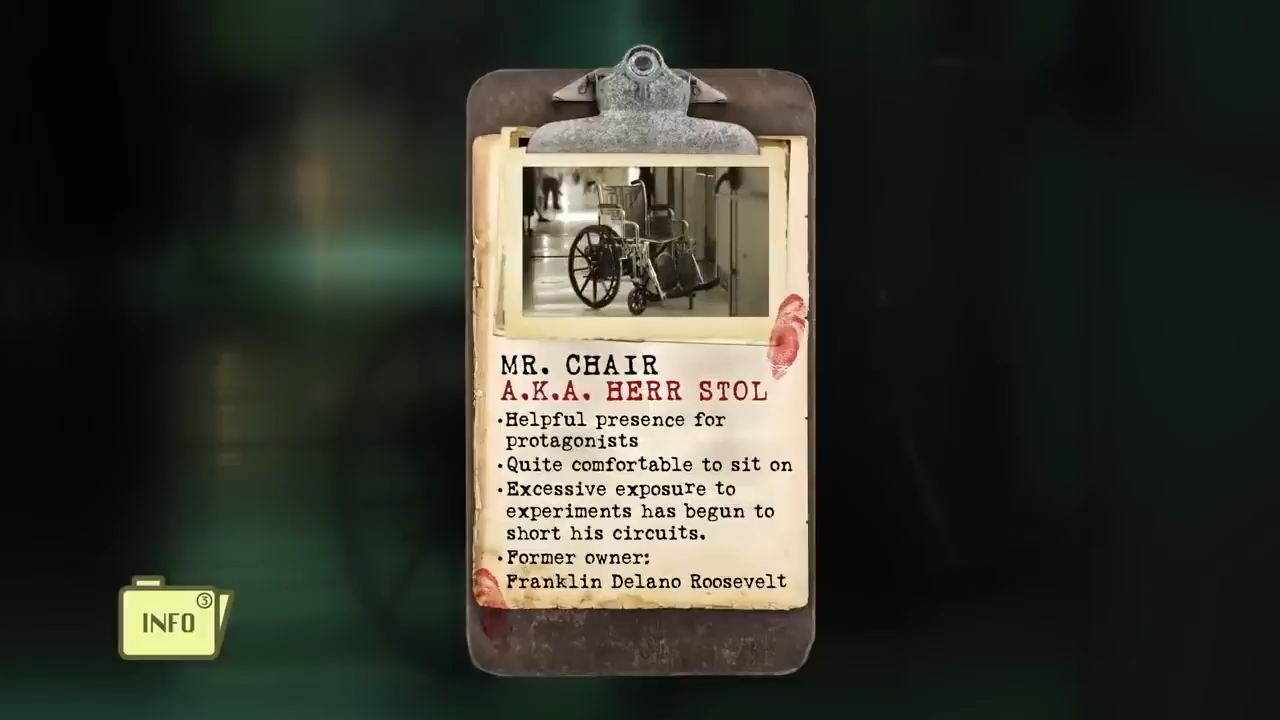 MR. CHAIR
A.K.A. HERR STOL
•Helpful presence for
protagonists
•Quite comfortable to sit on
•Excessive exposure to
experiments has begun to
short his circuits.
•Former owner:
Franklin Delano Roosevelt
INFO
3